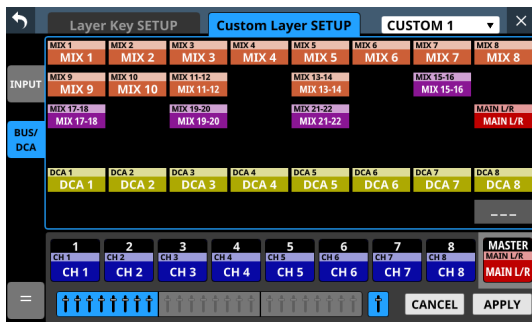 Layer Key SETUP Custom Layer SETUP CUSTOM 1
MIX 1 MIX 2 MIX 3 MIX 4 MIX 5 MIX 6 MIX 7 MIX 8
MIX 1 MIX 2 MIX 3 MIX 4 MIX 5 MIX 6 MIX 7 MIX 8
INPUT
MIX 9 MIX 10 MIX 11-12 MIX 13-14 MIX 15-16
MIX 9 MIX 10 MIX 11-12 MIX 13-14 MIX 15-16
MIX 17-18 MIX 19-20 MIX 21-22 MAIN L/R
MIX 17-18 MIX 19-20 MIX 21-22 MAIN L/R
BUS/
DCA
DCA 1 DCA 2 DCA 3 DCA 4 DCA 5 DCA 6 DCA 7 DCA 8
DCA 1 DCA 2 DCA 3 DCA 4 DCA 5 DCA 6 DCA 7 DCA 8
---
1 2 3 4 5 6 7 8 MASTER
CH 1 CH 2 CH 3 CH 4 CH 5 CH 6 CH 7 CH 8 MAIN L/R
CH 1 CH 2 CH 3 CH 4 CH 5 CH 6 CH 7 CH 8 MAIN L/R
CANCEL APPLY